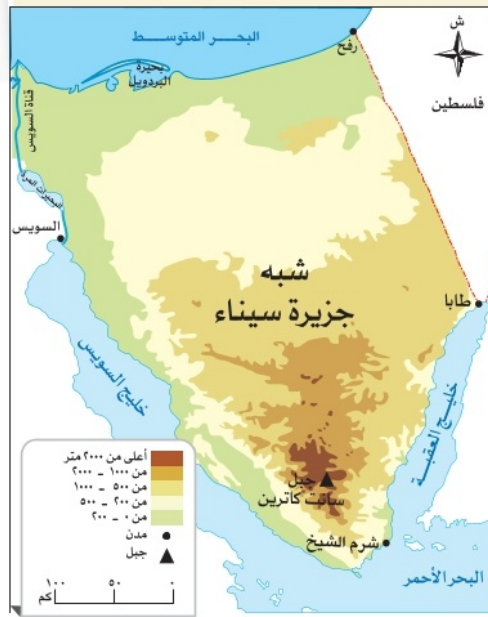 ش
البحـر المتوسـط
رفح
بحيرة
البردويل
فلسطين
قناة السويس
البحيرات المرة
السويس
شبه
جزيرة سيناء
طابا
خليج السويس
خليج العقبة
جبل
سانت كاترين
شرم الشيخ
البحر الأحمر
أعلى من ٢٠٠٠ متر
من ١٠٠٠ - ٢٠٠٠
من ٥٠٠ - ١٠٠٠
من ٢٠٠ - ٥٠٠
من ٠ - ٢٠٠
مدن
جبل
١٠٠ ٥٠ ٠
كم